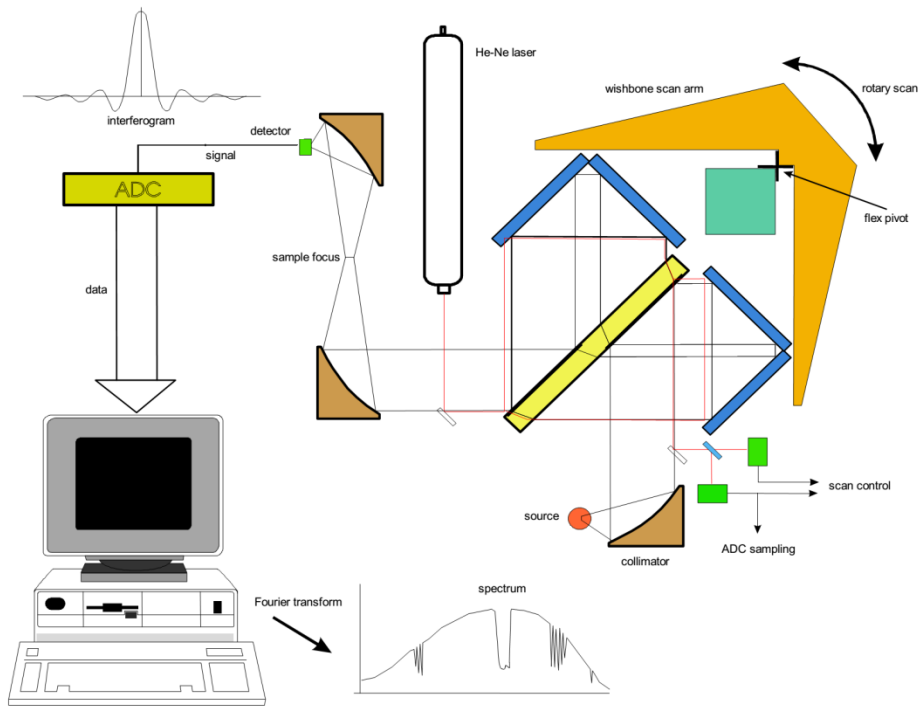 He-Ne laser
wishbone scan arm
rotary scan
interferogram
detector
signal
ADC
flex pivot
sample focus
data
scan control
source
ADC sampling
collimator
Fourier transform
spectrum